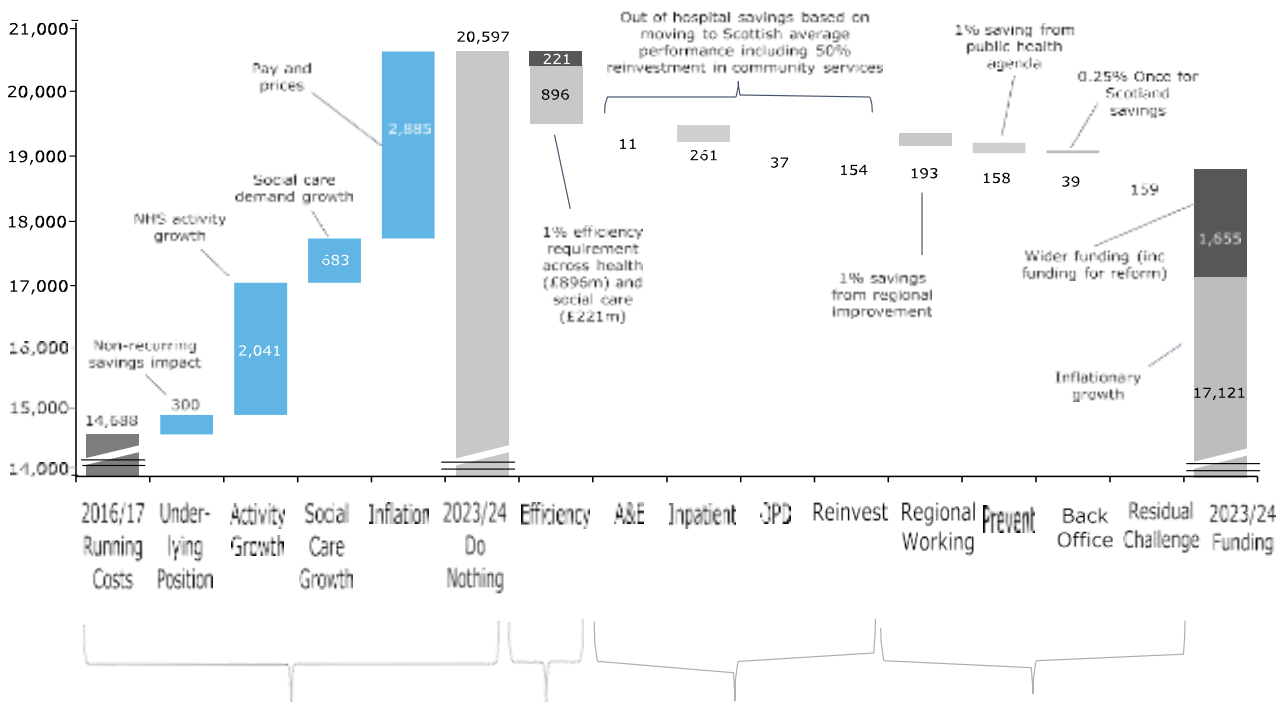 21,000
20,000
19,000
18,000
17,000
16,000
15,000
14,000
14,688
Non-recurring
savings impact
300
NHS activity
growth
2,041
Social care
demand growth
683
Pay and
prices
2,885
20,597
221
896
1% efficiency
requirement
across health
(£896m) and
social care
(£221m)
Out of hospital savings based on
moving to Scottish average
performance including 50%
reinvestment in community services
11
261
37
154
193
1% savings
from regional
improvement
1% saving from
public health
agenda
158
0.25% Once for
Scotland
savings
39
159
Wider funding (inc
funding for reform)
1,655
Inflationary
growth
17,121
2016/17
Running
Costs
Under-
lying
Position
Activity
Growth
Social
Care
Growth
Inflation
2023/24
Do
Nothing
Efficiency
A&E
Inpatient
OPD
Reinvest
Regional
Working
Prevent
Back
Office
Residual
Challenge
2023/24
Funding